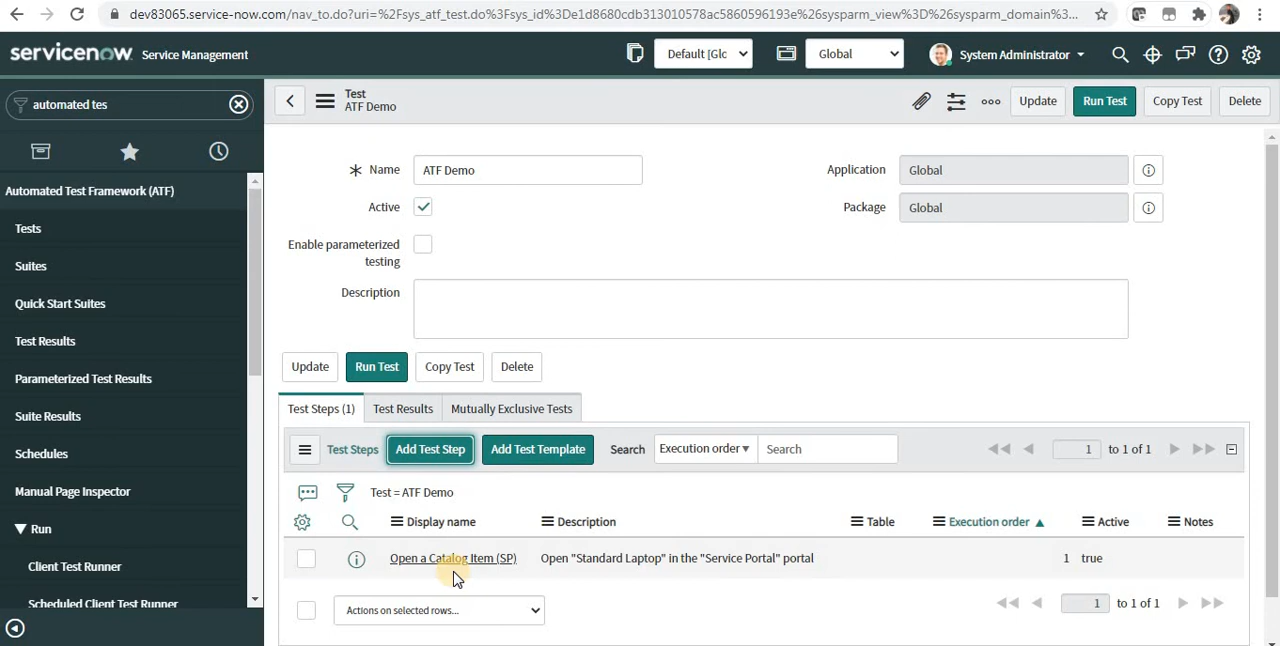 dev83065.service-now.com/nav_to.do?uri=%2Fsys_atf_test.do%3Fsys_id%3De1d8680cdb313010578ac5860596193e%26sysparm_view%3D%26sysparm_domain%3...
servicenow Service Management
Default [Glc
Global
System Administrator
automated tes
Test
ATF Demo
Update
Run Test
Copy Test
Delete
Automated Test Framework (ATF)
Tests
Suites
Quick Start Suites
Test Results
Parameterized Test Results
Suite Results
Schedules
Manual Page Inspector
Run
Client Test Runner
Scheduled Client Test Runner
Name
ATF Demo
Application
Global
Active
Package
Global
Enable parameterized
testing
Description
Update
Run Test
Copy Test
Delete
Test Steps (1)
Test Results
Mutually Exclusive Tests
Test Steps
Add Test Step
Add Test Template
Search
Execution order
Search
1 to 1 of 1
Test = ATF Demo
Display name
Description
Table
Execution order
Active
Notes
Open a Catalog Item (SP)
Open "Standard Laptop" in the "Service Portal" portal
1
true
Actions on selected rows...
1 to 1 of 1